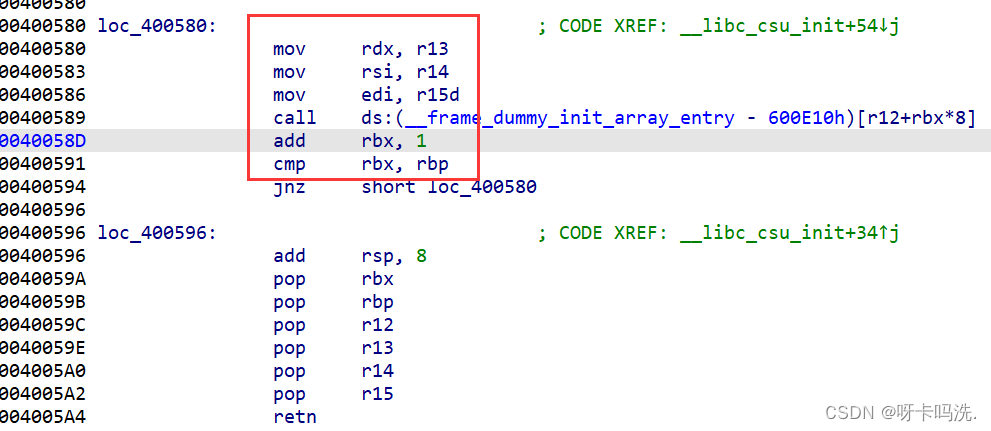 00400580
00400580 loc_400580: ; CODE XREF: __libc_csu_init+54↓j
00400580 mov rdx, r13
00400583 mov rsi, r14
00400586 mov edi, r15d
00400589 call ds:(__frame_dummy_init_array_entry - 600E10h)[r12+rbx*8]
0040058D add rbx, 1
00400591 cmp rbx, rbp
00400594 jnz short loc_400580
00400596
00400596 loc_400596: ; CODE XREF: __libc_csu_init+34↑j
00400596 add rsp, 8
0040059A pop rbx
0040059B pop rbp
0040059C pop r12
0040059E pop r13
004005A0 pop r14
004005A2 pop r15
004005A4 retn
CSDN @呀卡吗洗.